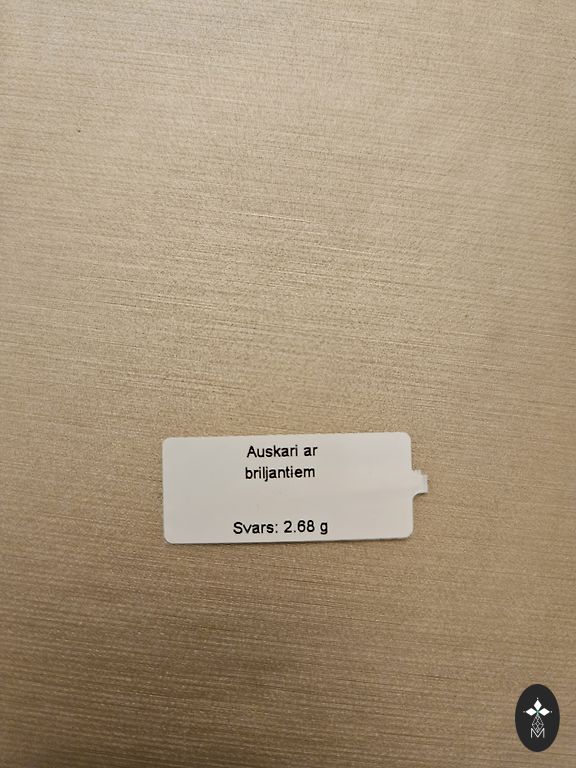 Auskari ar
briljantiem
Svars: 2.68 g
M